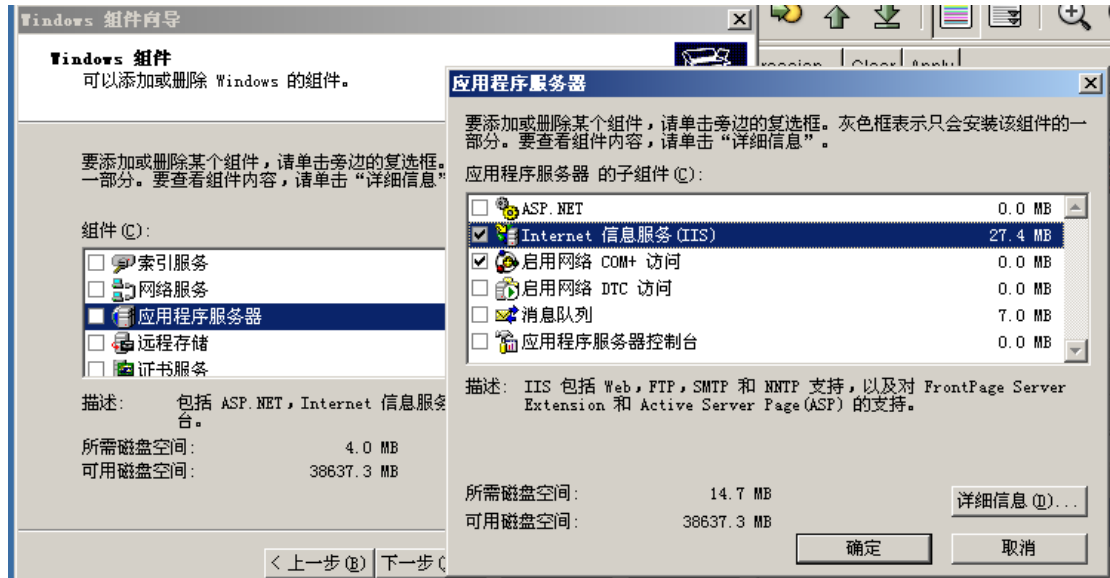 Windows 组件向导
Windows 组件
可以添加或删除 Windows 的组件。
要添加或删除某个组件，请单击旁边的复选框。
一部分。要查看组件内容，请单击“详细信息”
组件(C):
索引服务
网络服务
应用程序服务器
远程存储
证书服务
描述: 包括 ASP.NET，Internet 信息服务
台。
所需磁盘空间: 4.0 MB
可用磁盘空间: 38637.3 MB
< 上一步(B)
下一步(
Clear
Apply
应用程序服务器
要添加或删除某个组件，请单击旁边的复选框。灰色框表示只会安装该组件的一
部分。要查看组件内容，请单击“详细信息”。
应用程序服务器 的子组件(C):
ASP.NET 0.0 MB
Internet 信息服务(IIS) 27.4 MB
启用网络 COM+ 访问 0.0 MB
启用网络 DTC 访问 0.0 MB
消息队列 7.0 MB
应用程序服务器控制台 0.0 MB
描述: IIS 包括 Web，FTP，SMTP 和 NNTP 支持，以及对 FrontPage Server
Extension 和 Active Server Page(ASP) 的支持。
所需磁盘空间: 14.7 MB
可用磁盘空间: 38637.3 MB
详细信息(D)...
确定
取消